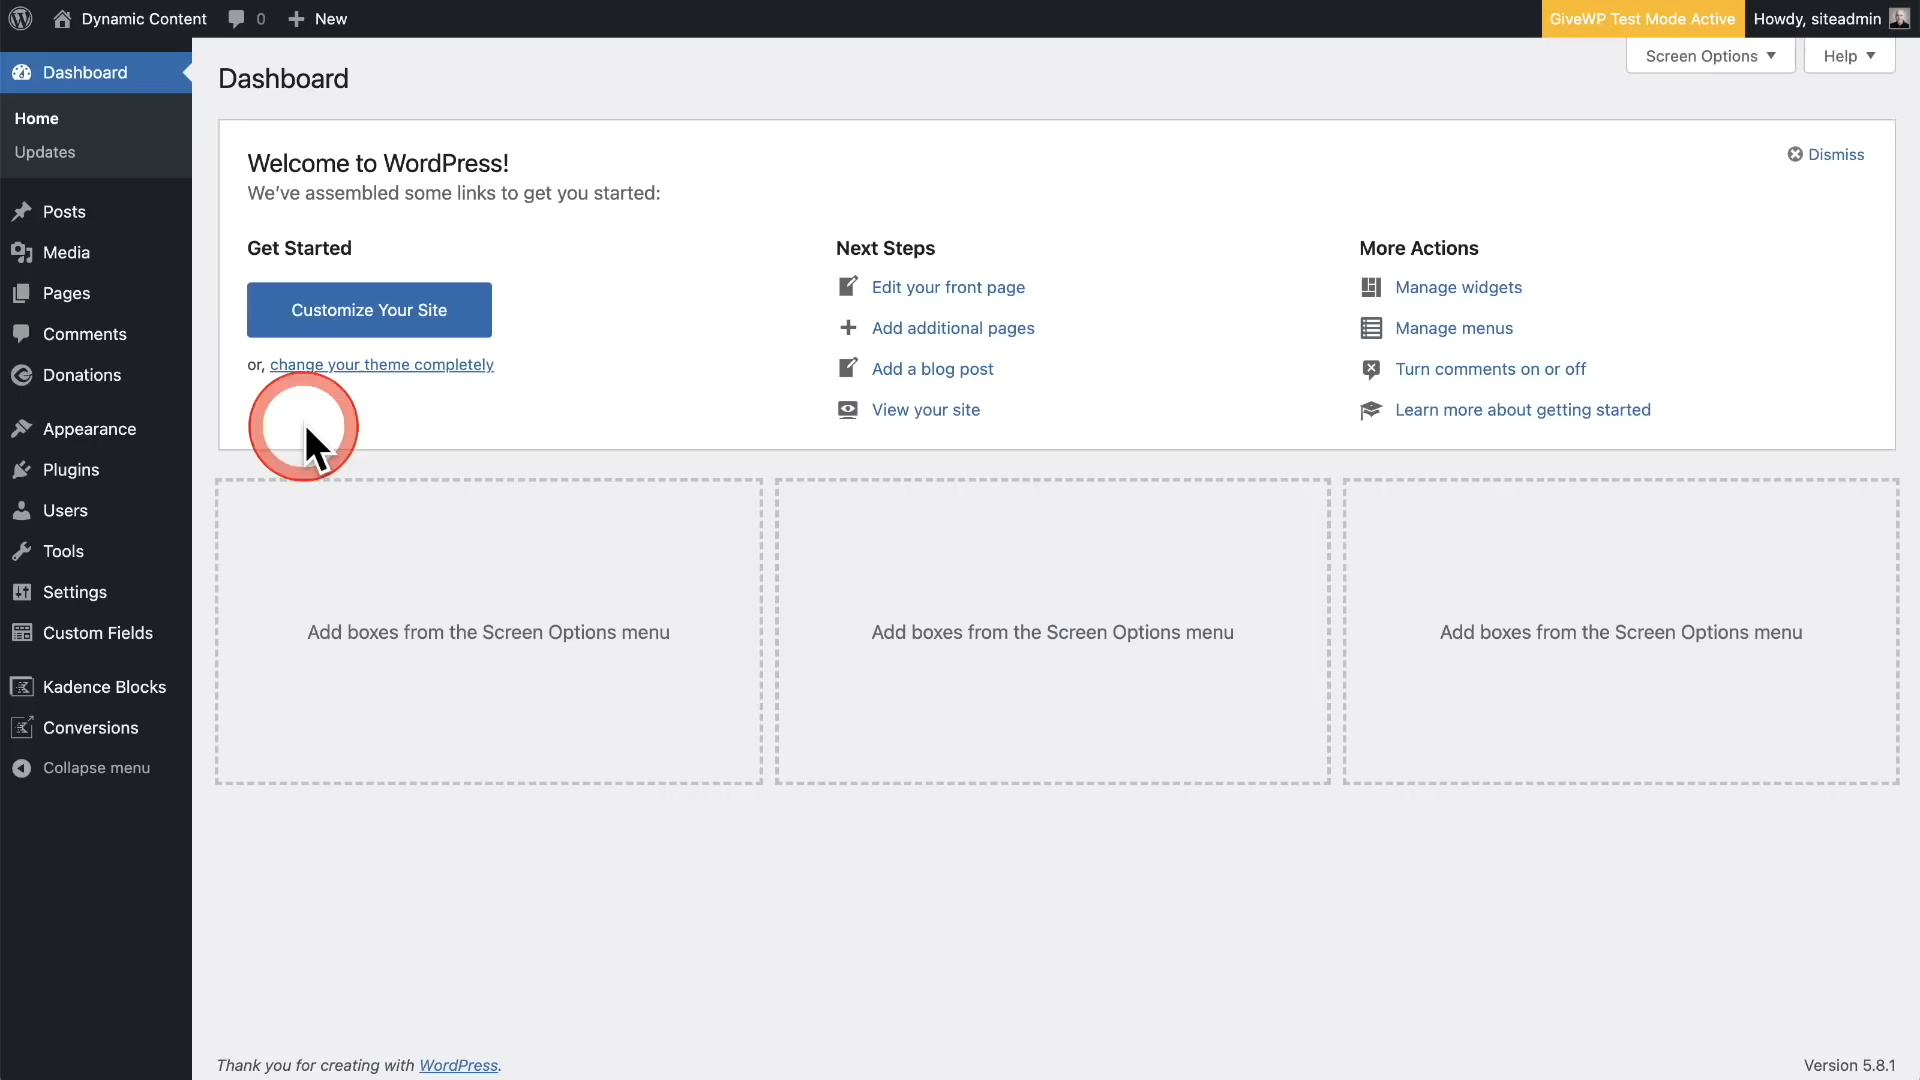 Dynamic Content
0
New
GiveWP Test Mode Active
Howdy, siteadmin
Dashboard
Home
Updates
Posts
Media
Pages
Comments
Donations
Appearance
Plugins
Users
Tools
Settings
Custom Fields
Kadence Blocks
Conversions
Collapse menu
Screen Options
Help
Dashboard
Welcome to WordPress!
Dismiss
We've assembled some links to get you started:
Get Started
Customize Your Site
or, change your theme completely
Next Steps
Edit your front page
Add additional pages
Add a blog post
View your site
More Actions
Manage widgets
Manage menus
Turn comments on or off
Learn more about getting started
Add boxes from the Screen Options menu
Add boxes from the Screen Options menu
Add boxes from the Screen Options menu
Thank you for creating with WordPress.
Version 5.8.1